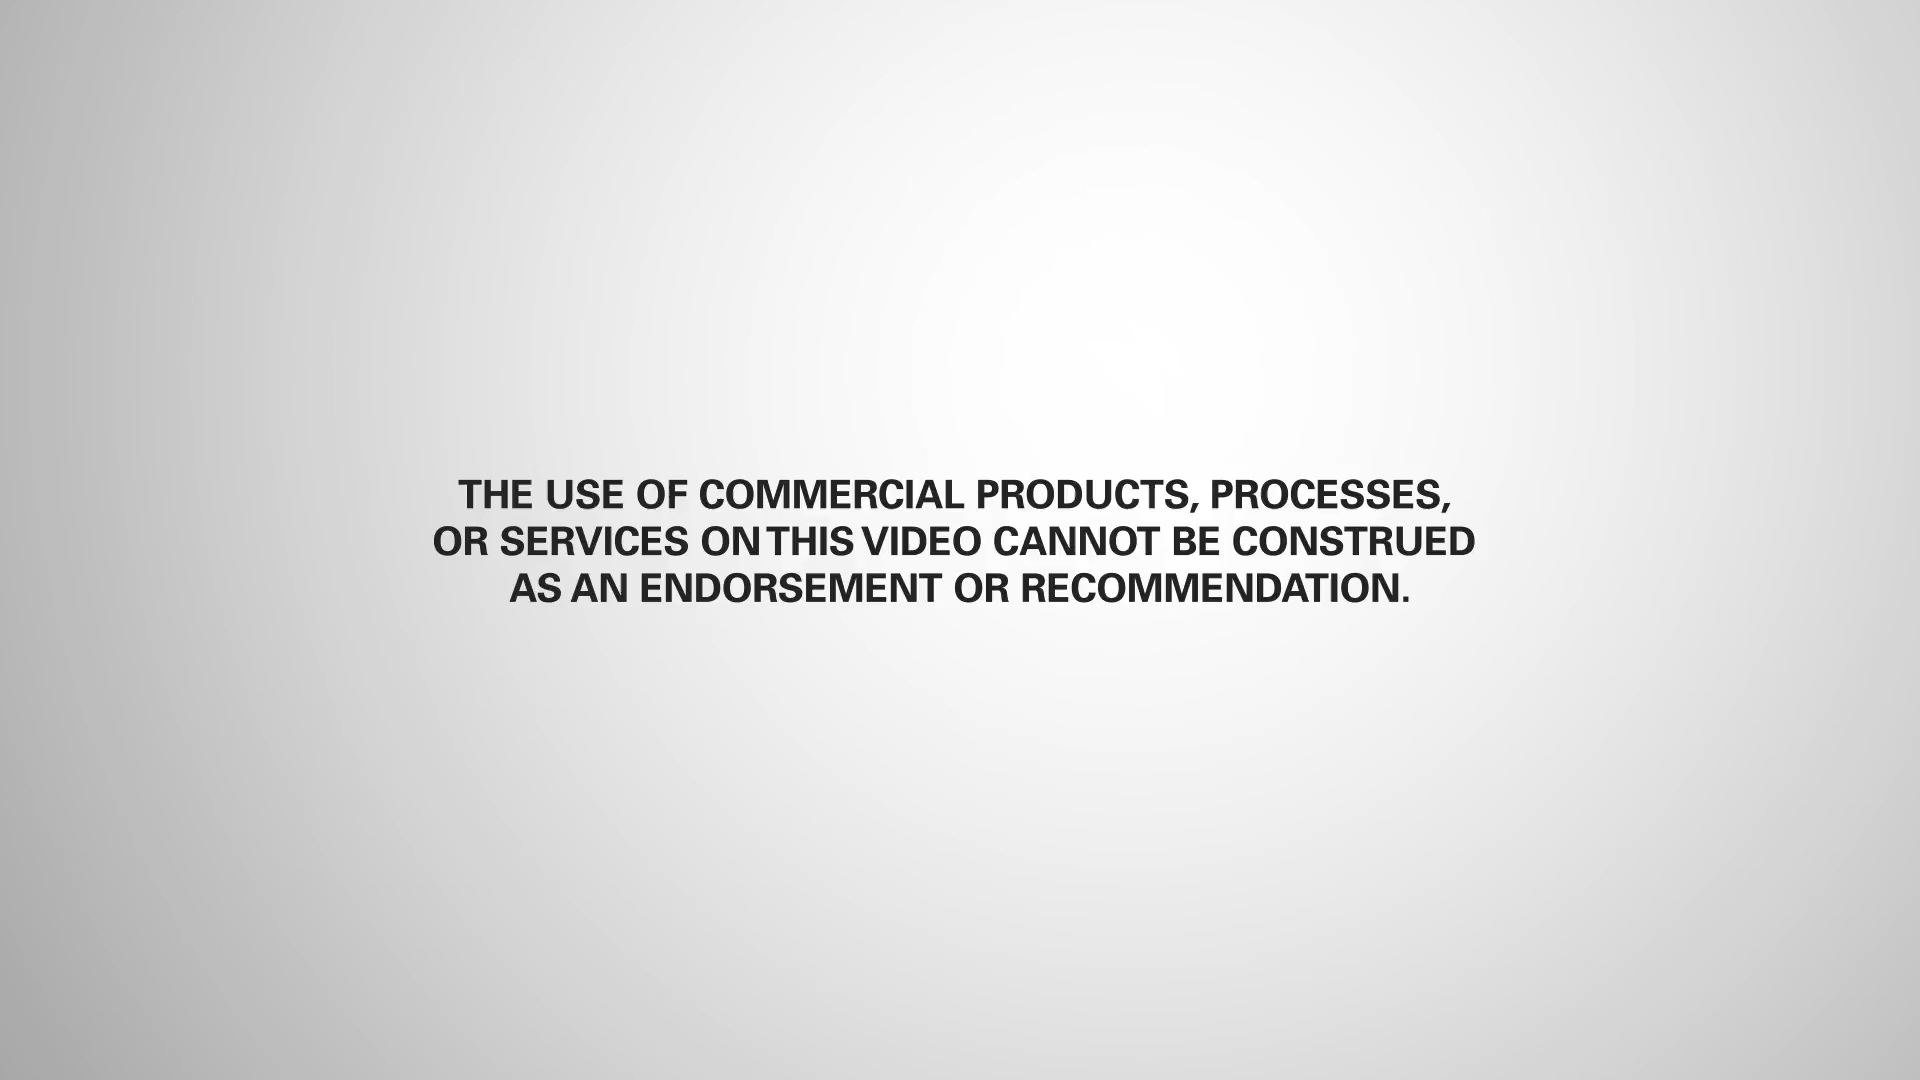 THE USE OF COMMERCIAL PRODUCTS, PROCESSES,
OR SERVICES ON THIS VIDEO CANNOT BE CONSTRUED
AS AN ENDORSEMENT OR RECOMMENDATION.